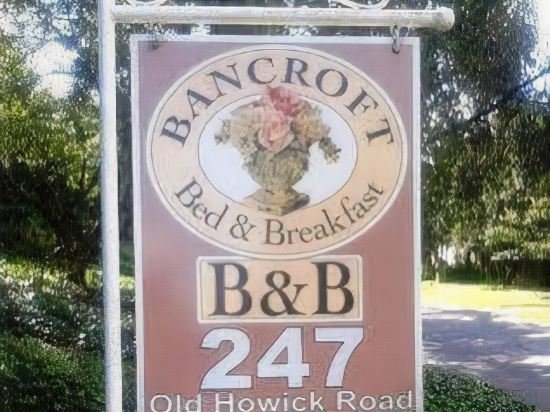 BANCROFT
Bed & Breakfast
B&B
247
Old Howick Road